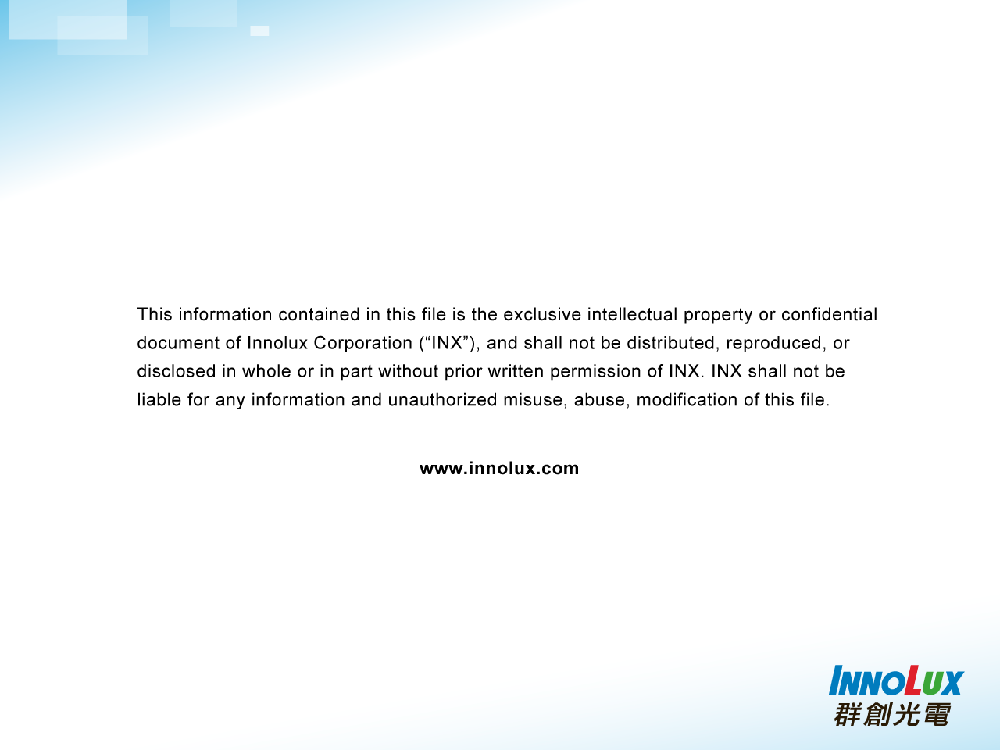 This information contained in this file is the exclusive intellectual property or confidential
document of Innolux Corporation (“INX”), and shall not be distributed, reproduced, or
disclosed in whole or in part without prior written permission of INX. INX shall not be
liable for any information and unauthorized misuse, abuse, modification of this file.
www.innolux.com
INNOLUX
群創光電